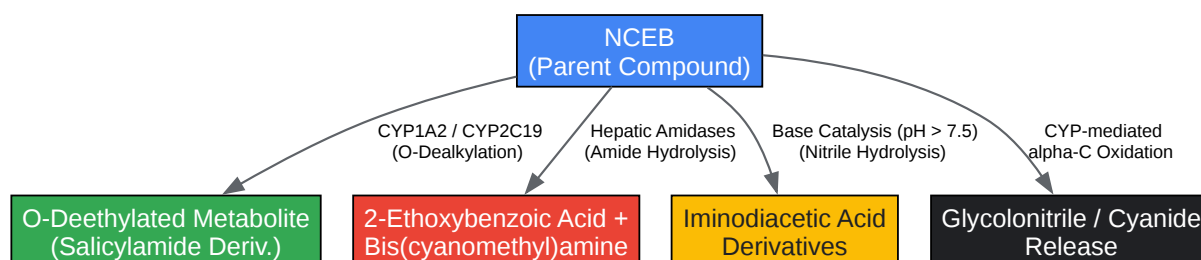 NCEB
(Parent Compound)
CYP1A2 / CYP2C19
(O-Dealkylation)
Hepatic Amidases
(Amide Hydrolysis)
Base Catalysis (pH > 7.5)
(Nitrile Hydrolysis)
CYP-mediated
alpha-C Oxidation
O-Deethylated Metabolite
(Salicylamide Deriv.)
2-Ethoxybenzoic Acid +
Bis(cyanomethyl)amine
Iminodiacetic Acid
Derivatives
Glycolonitrile / Cyanide
Release